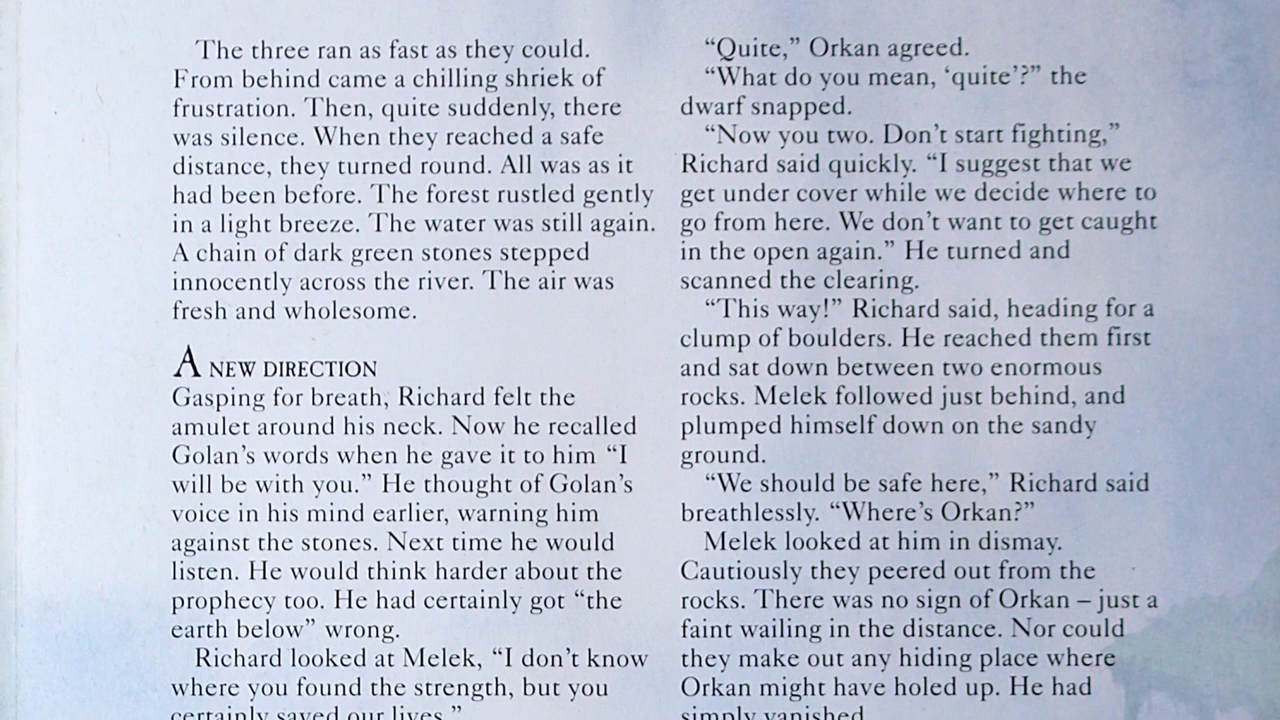 The three ran as fast as they could.
From behind came a chilling shriek of
frustration. Then, quite suddenly, there
was silence. When they reached a safe
distance, they turned round. All was as it
had been before. The forest rustled gently
in a light breeze. The water was still again.
A chain of dark green stones stepped
innocently across the river. The air was
fresh and wholesome.
A NEW DIRECTION
Gasping for breath, Richard felt the
amulet around his neck. Now he recalled
Golan's words when he gave it to him “I
will be with you.” He thought of Golan's
voice in his mind earlier, warning him
against the stones. Next time he would
listen. He would think harder about the
prophecy too. He had certainly got “the
earth below” wrong.
Richard looked at Melek, “I don't know
where you found the strength, but you
certainly saved our lives.”
“Quite,” Orkan agreed.
“What do you mean, ‘quite’?” the
dwarf snapped.
“Now you two. Don't start fighting,”
Richard said quickly. “I suggest that we
get under cover while we decide where to
go from here. We don't want to get caught
in the open again.” He turned and
scanned the clearing.
“This way!” Richard said, heading for a
clump of boulders. He reached them first
and sat down between two enormous
rocks. Melek followed just behind, and
plumped himself down on the sandy
ground.
“We should be safe here,” Richard said
breathlessly. “Where's Orkan?”
Melek looked at him in dismay.
Cautiously they peered out from the
rocks. There was no sign of Orkan – just a
faint wailing in the distance. Nor could
they make out any hiding place where
Orkan might have holed up. He had
simply vanished